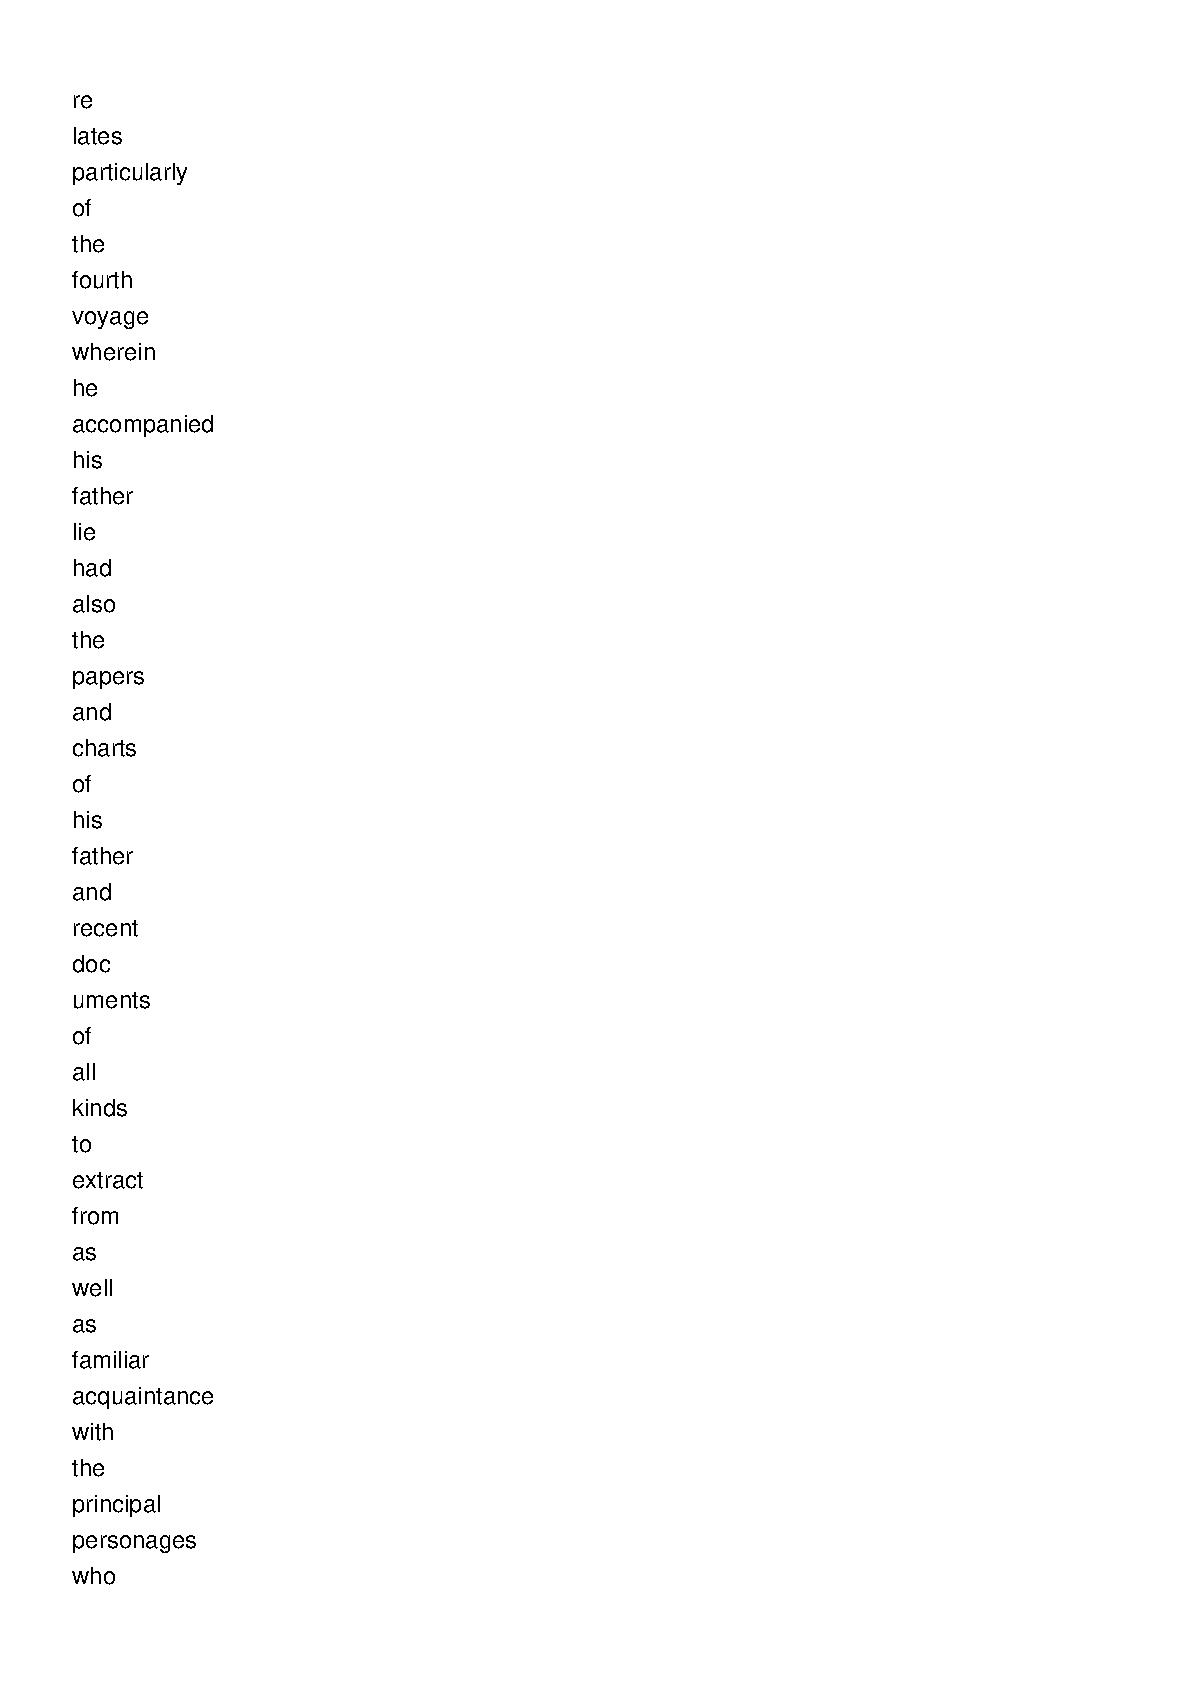 re
lates
particularly
of
the
fourth
voyage
wherein
he
accompanied
his
father
lie
had
also
the
papers
and
charts
of
his
father
and
recent
doc
uments
of
all
kinds
to
extract
from
as
well
as
familiar
acquaintance
with
the
principal
personages
who